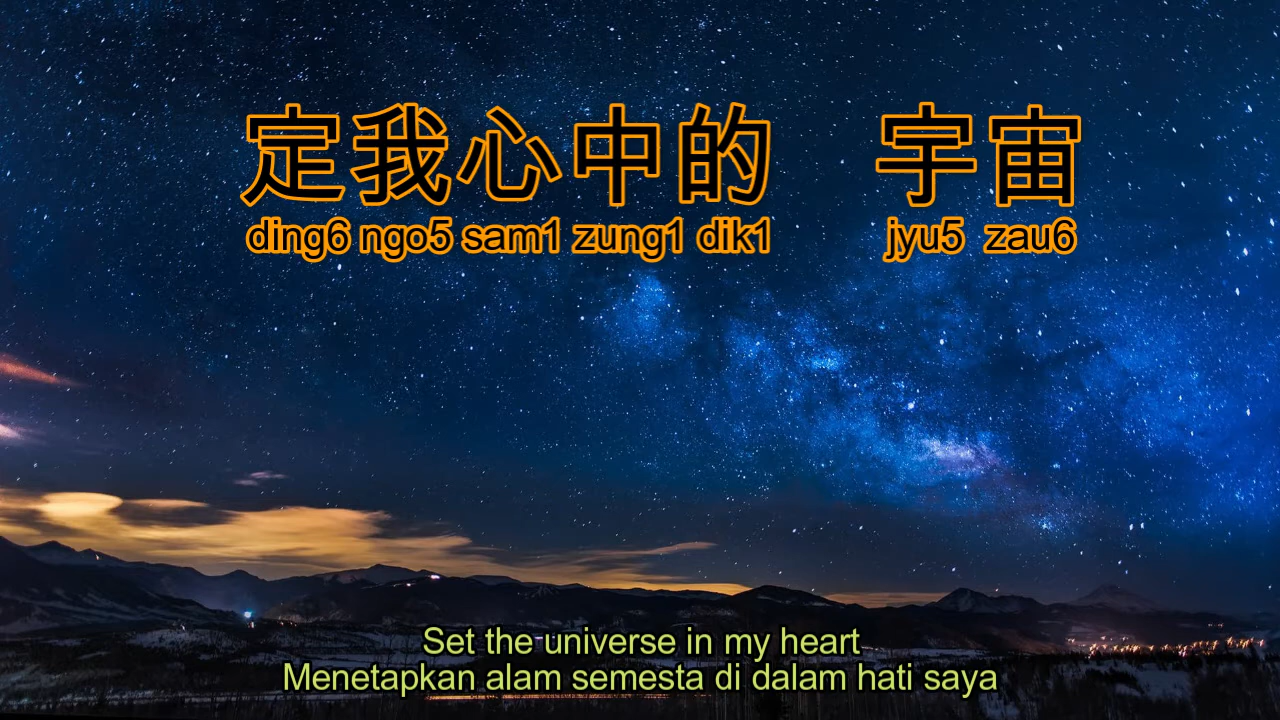 定我心中的 宇宙
ding6 ngo5 sam1 zung1 dik1 jyu5 zau6
Set the universe in my heart
Menetapkan alam semesta di dalam hati saya